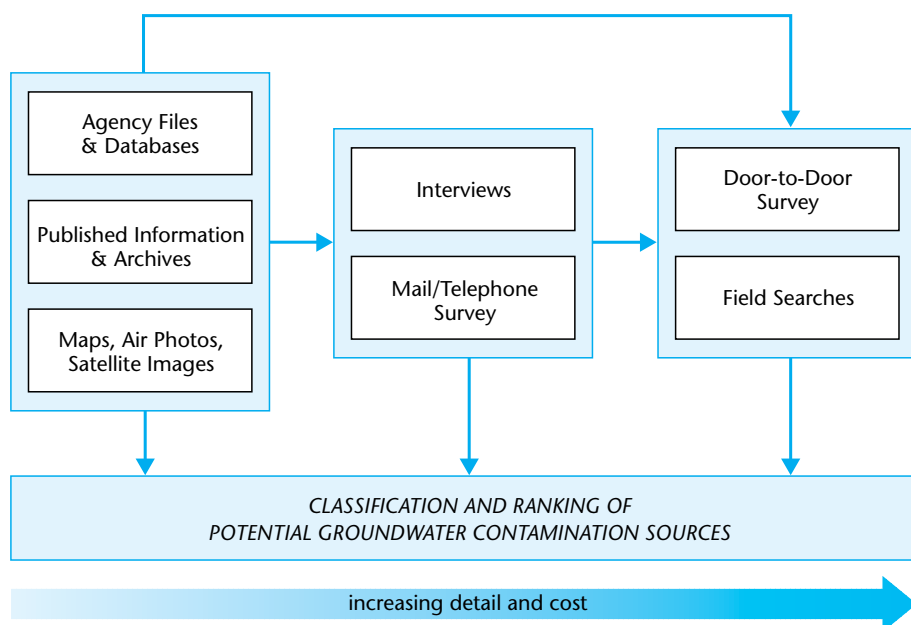 Agency Files
& Databases
Published Information
& Archives
Maps, Air Photos,
Satellite Images
Interviews
Mail/Telephone
Survey
Door-to-Door
Survey
Field Searches
CLASSIFICATION AND RANKING OF
POTENTIAL GROUNDWATER CONTAMINATION SOURCES
increasing detail and cost